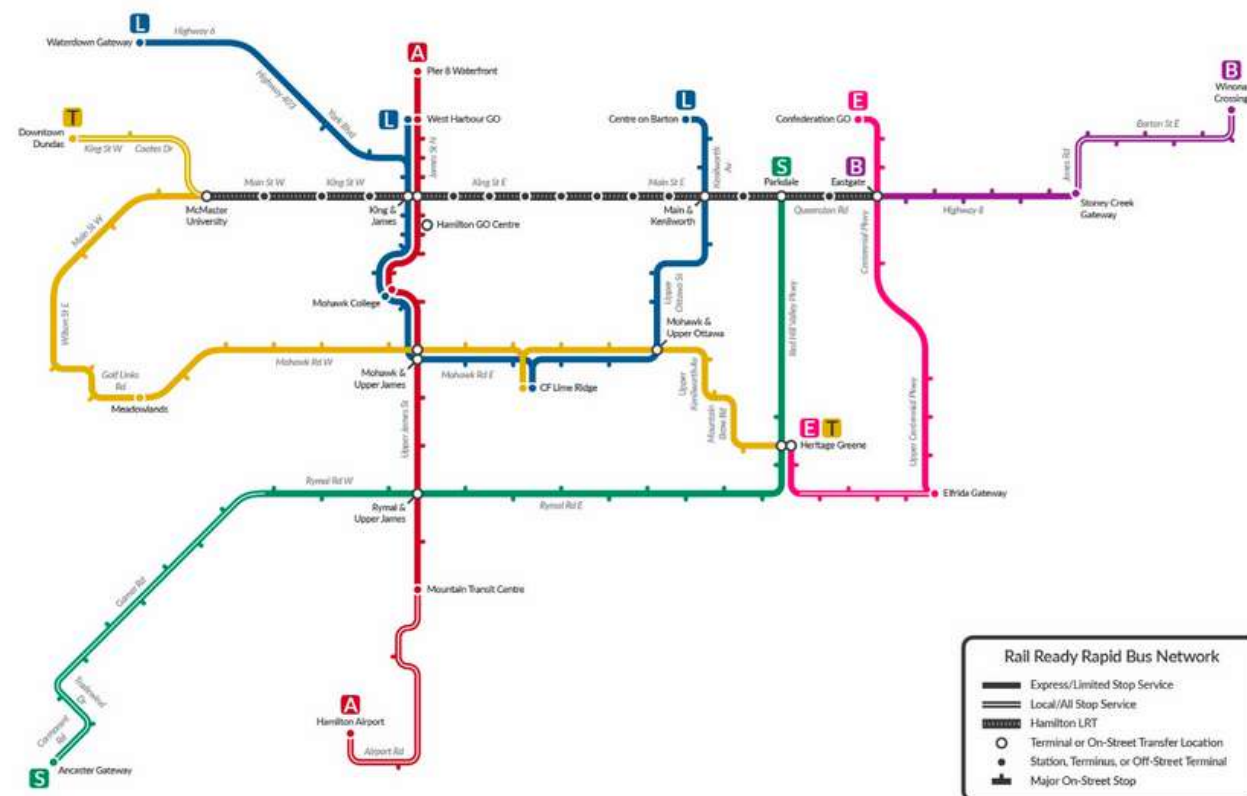 L
Waterdown Gateway
Highway 6
Highway 403
York Blvd
A
Pier 8 Waterfront
L
West Harbour GO
James St N
L
Centre on Barton
Kenilworth
Av
E
Confederation GO
B
Winona
Crossing
Barton St E
Jones Rd
T
Downtown
Dundas
King St W
Cootes Dr
Main St W
King St W
King St E
Main St E
S
Parkdale
B
Eastgate
Queenston Rd
Highway 8
Stoney Creek
Gateway
McMaster
University
King &
James
Hamilton GO Centre
Main &
Kenilworth
Main St W
Wilson St E
Centennial Pkwy
Mohawk College
Upper
Ottawa St
Mohawk &
Upper Ottawa
Red Hill Valley Pkwy
Golf Links
Rd
Meadowlands
Mohawk Rd W
Mohawk &
Upper James
Mohawk Rd E
CF Lime Ridge
Upper
Kenilworth Av
Mountain
Brow Rd
Upper James St
E
T
Heritage Greene
Upper Centennial Pkwy
Elfrida Gateway
Rymal Rd W
Rymal &
Upper James
Rymal Rd E
Garner Rd
Mountain Transit Centre
Tradewind
Dr
Cormorant
Rd
S
Ancaster Gateway
A
Hamilton Airport
Airport Rd
Rail Ready Rapid Bus Network
Express/Limited Stop Service
Local/All Stop Service
Hamilton LRT
Terminal or On-Street Transfer Location
Station, Terminus, or Off-Street Terminal
Major On-Street Stop